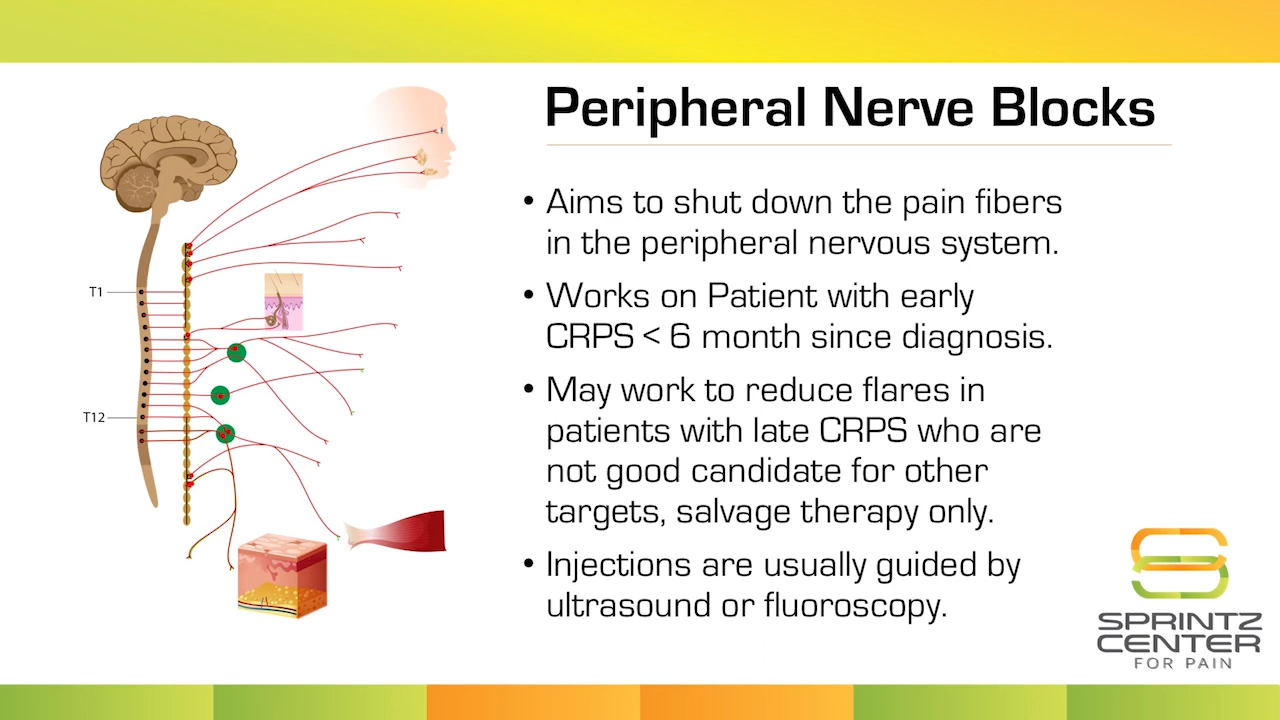 Peripheral Nerve Blocks
• Aims to shut down the pain fibers
in the peripheral nervous system.
• Works on Patient with early
CRPS < 6 month since diagnosis.
• May work to reduce flares in
patients with late CRPS who are
not good candidate for other
targets, salvage therapy only.
• Injections are usually guided by
ultrasound or fluoroscopy.
T1
T12
SPRINTZ
CENTER
FOR PAIN